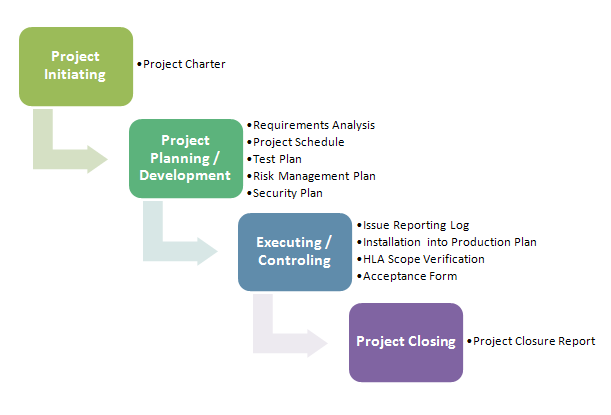 Project
Initiating
•Project Charter
Project
Planning /
Development
•Requirements Analysis
•Project Schedule
•Test Plan
•Risk Management Plan
•Security Plan
Executing /
Controling
•Issue Reporting Log
•Installation into Production Plan
•HLA Scope Verification
•Acceptance Form
Project Closing
•Project Closure Report